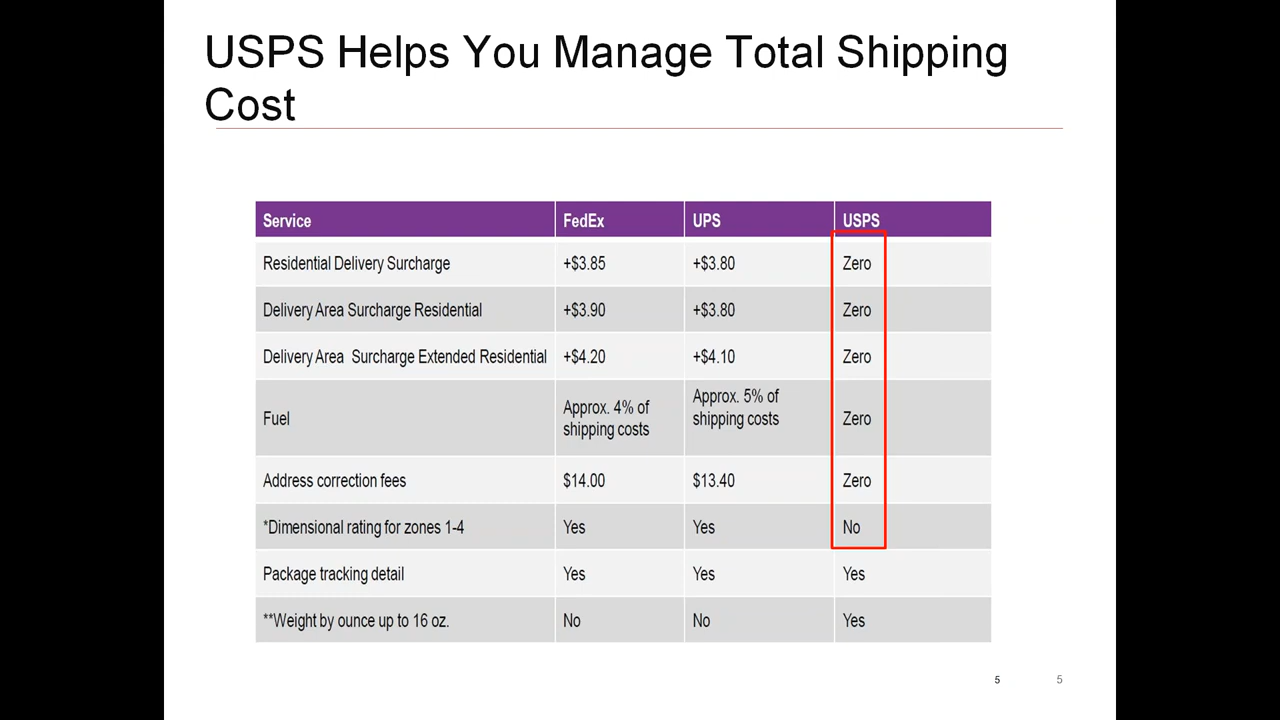 USPS Helps You Manage Total Shipping
Cost
Service FedEx UPS USPS
Residential Delivery Surcharge +$3.85 +$3.80 Zero
Delivery Area Surcharge Residential +$3.90 +$3.80 Zero
Delivery Area  Surcharge Extended Residential +$4.20 +$4.10 Zero
Fuel Approx. 4% of shipping costs Approx. 5% of shipping costs Zero
Address correction fees $14.00 $13.40 Zero
*Dimensional rating for zones 1-4 Yes Yes No
Package tracking detail Yes Yes Yes
**Weight by ounce up to 16 oz. No No Yes
5 5